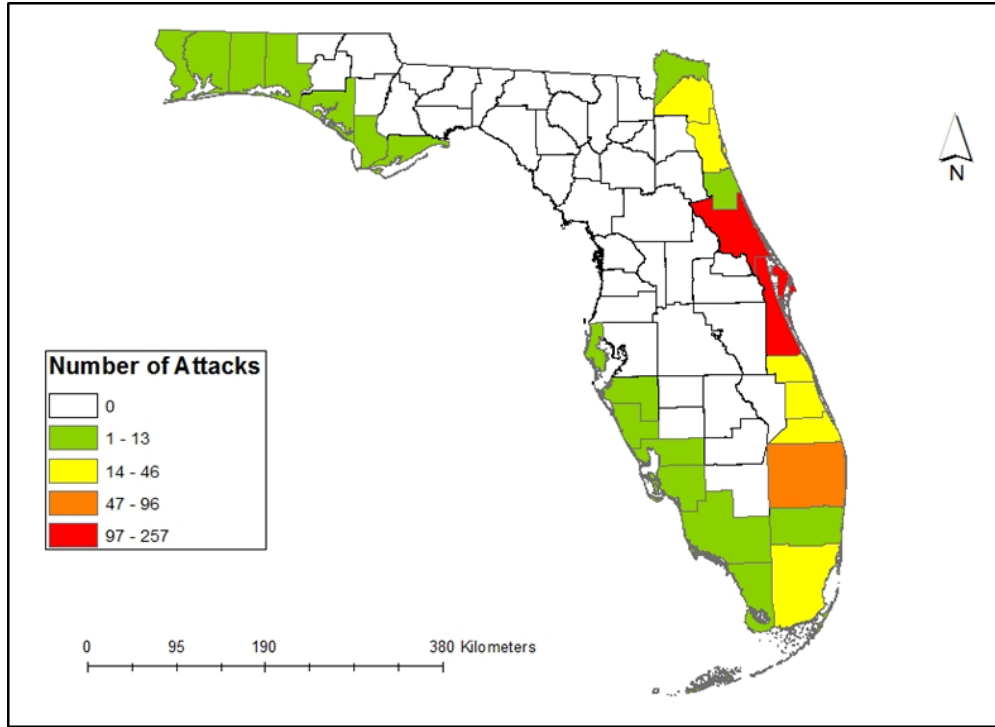 N
Number of Attacks
0
1 - 13
14 - 46
47 - 96
97 - 257
0 95 190 380 Kilometers